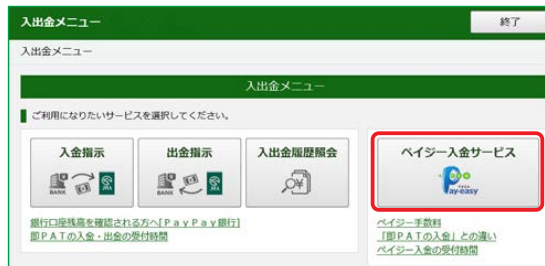 入出金メニュー
終了
入出金メニュー
入出金メニュー
ご利用になりたいサービスを選択してください。
入金指示
出金指示
入出金履歴照会
ペイジー入金サービス
BANK
JRA
BANK
JRA
Pay-easy
銀行口座残高を確認される方へ[ＰａｙＰａｙ銀行]
即ＰＡＴの入金・出金の受付時間
ペイジー手数料
「即ＰＡＴの入金」との違い
ペイジー入金の受付時間